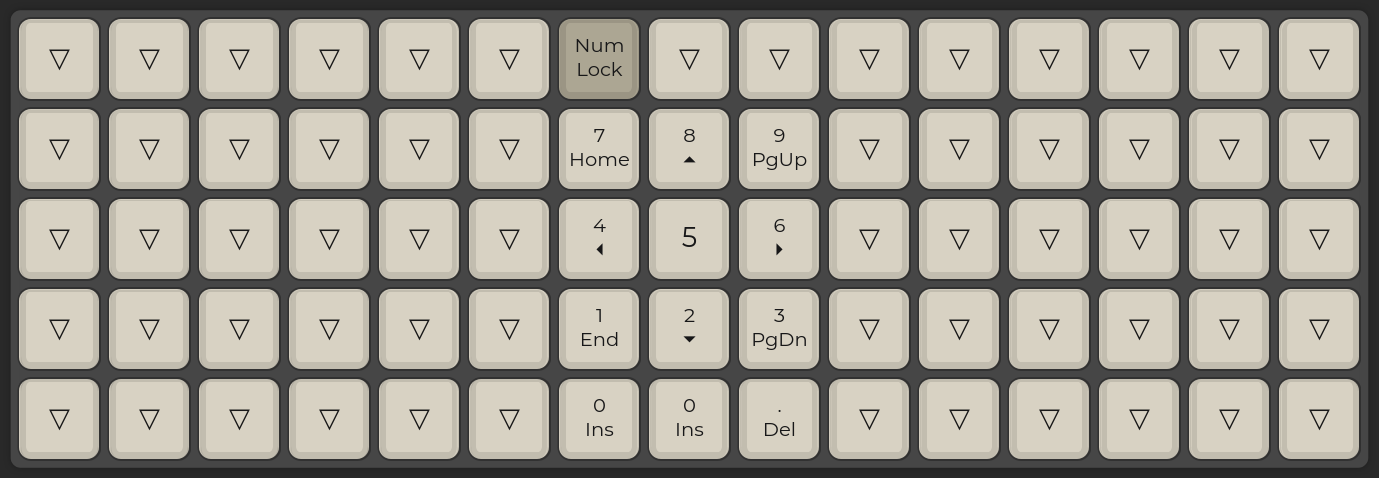 ▽ ▽ ▽ ▽ ▽ ▽ Num Lock ▽ ▽ ▽ ▽ ▽ ▽ ▽ ▽
▽ ▽ ▽ ▽ ▽ ▽ 7 Home 8 ▲ 9 PgUp ▽ ▽ ▽ ▽ ▽ ▽
▽ ▽ ▽ ▽ ▽ ▽ 4 ◀ 5 6 ▶ ▽ ▽ ▽ ▽ ▽ ▽
▽ ▽ ▽ ▽ ▽ ▽ 1 End 2 ▼ 3 PgDn ▽ ▽ ▽ ▽ ▽ ▽
▽ ▽ ▽ ▽ ▽ ▽ 0 Ins 0 Ins . Del ▽ ▽ ▽ ▽ ▽ ▽